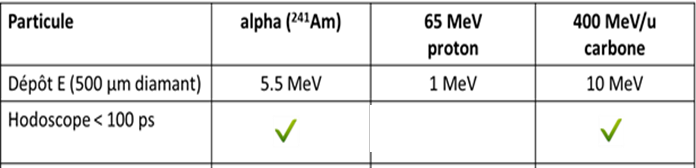 Particule alpha (²⁴¹Am) 65 MeV 400 MeV/u
proton carbone
Dépôt E (500 µm diamant) 5.5 MeV 1 MeV 10 MeV
Hodoscope < 100 ps ✓ ✓